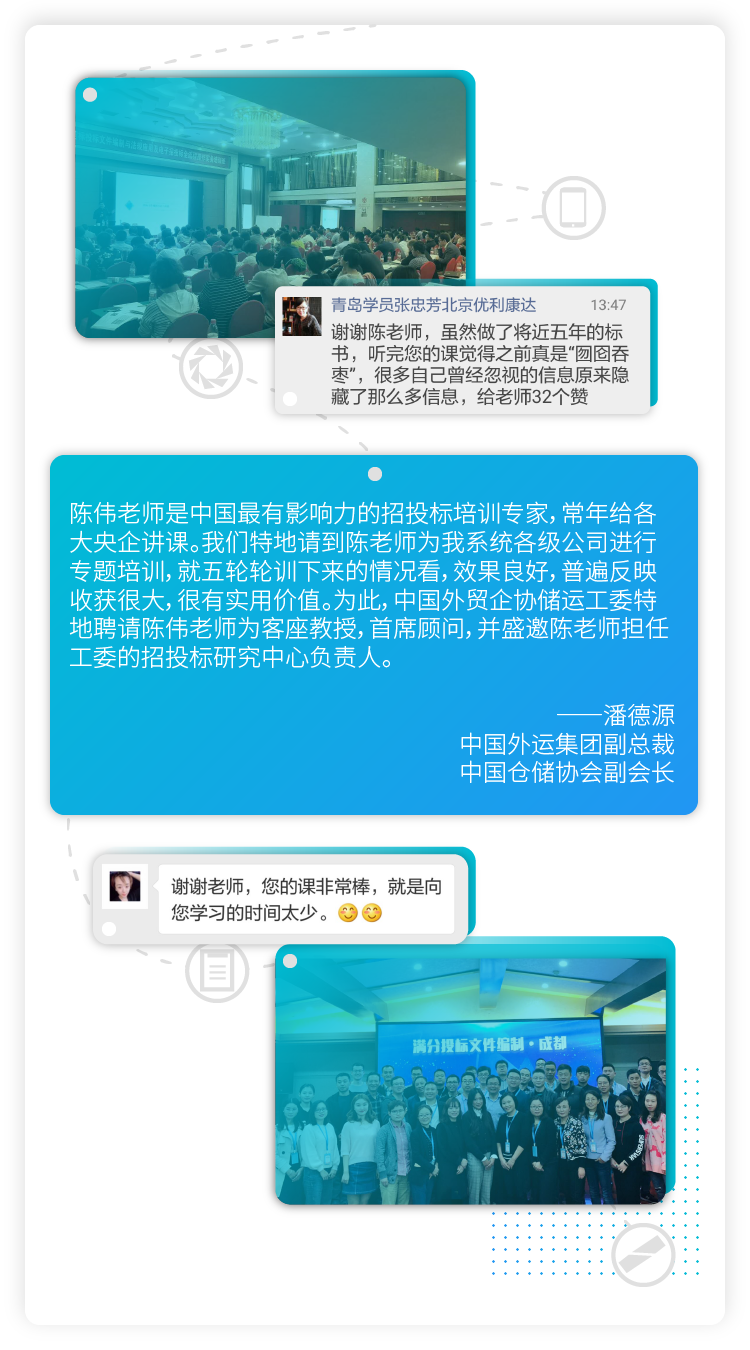 青岛学员张忠芳北京优利康达 13:47
谢谢陈老师，虽然做了将近五年的标
书，听完您的课觉得之前真是“囫囵吞
枣”，很多自己曾经忽视的信息原来隐
藏了那么多信息，给老师32个赞
陈伟老师是中国最有影响力的招投标培训专家，常年给各
大央企讲课。我们特地请到陈老师为我系统各级公司进行
专题培训，就五轮轮训下来的情况看，效果良好，普遍反映
收获很大，很有实用价值。为此，中国外贸企协储运工委特
地聘请陈伟老师为客座教授，首席顾问，并盛邀陈老师担任
工委的招投标研究中心负责人。
——潘德源
中国外运集团副总裁
中国仓储协会副会长
谢谢老师，您的课非常棒，就是向
您学习的时间太少。😊😊
满分投标文件编制·成都